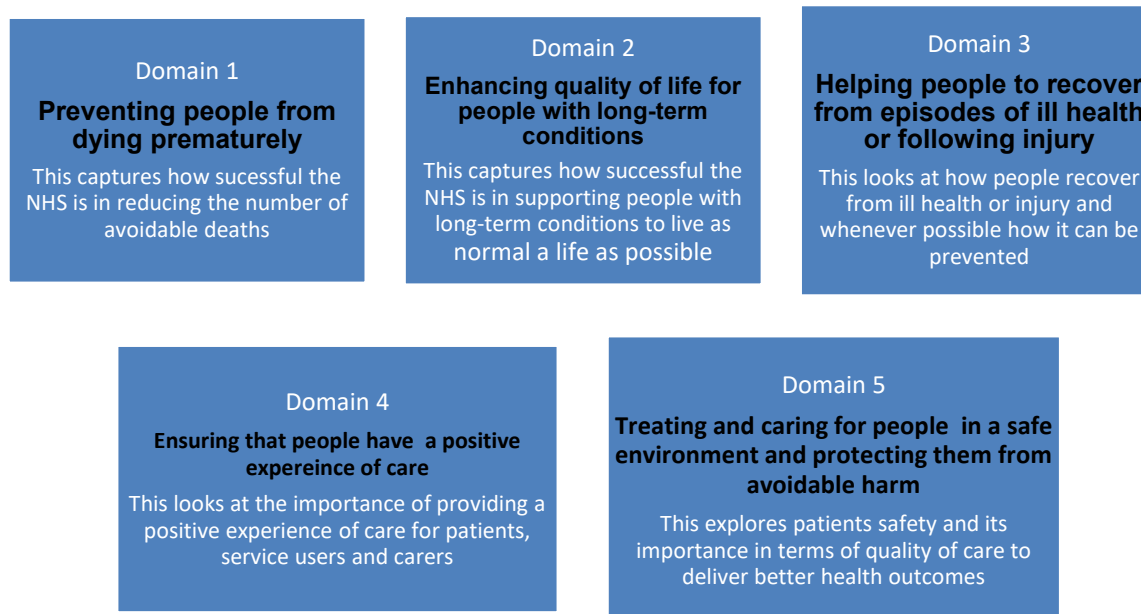 Domain 1
Preventing people from
dying prematurely
This captures how sucessful the
NHS is in reducing the number of
avoidable deaths
Domain 2
Enhancing quality of life for
people with long-term
conditions
This captures how successful the
NHS is in supporting people with
long-term conditions to live as
normal a life as possible
Domain 3
Helping people to recover
from episodes of ill health
or following injury
This looks at how people recover
from ill health or injury and
whenever possible how it can be
prevented
Domain 4
Ensuring that people have a positive
expereince of care
This looks at the importance of providing a
positive experience of care for patients,
service users and carers
Domain 5
Treating and caring for people in a safe
environment and protecting them from
avoidable harm
This explores patients safety and its
importance in terms of quality of care to
deliver better health outcomes